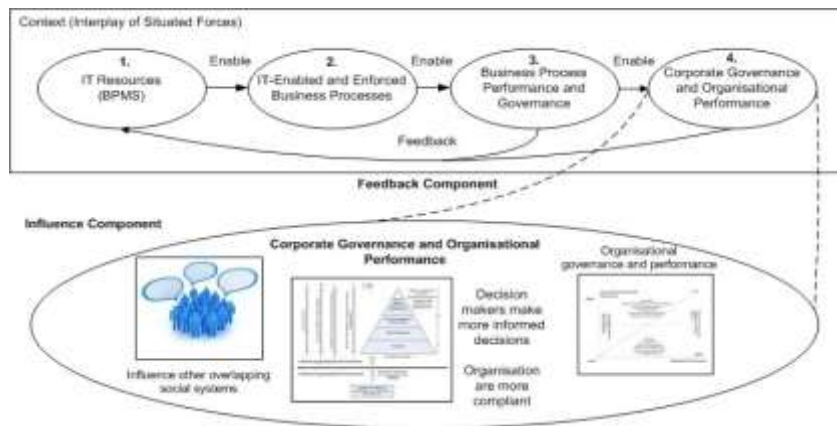 Context (Interplay of Situated Forces)
1.
IT Resources
(BPMS)
Enable
2.
IT-Enabled and Enforced
Business Processes
Enable
3.
Business Process
Performance and
Governance
Enable
4.
Corporate Governance
and Organisational
Performance
Feedback
Feedback Component
Influence Component
Corporate Governance and Organisational
Performance
Influence other overlapping
social systems
Decision
makers make
more informed
decisions
Organisation
are more
compliant
Organisational
governance and performance